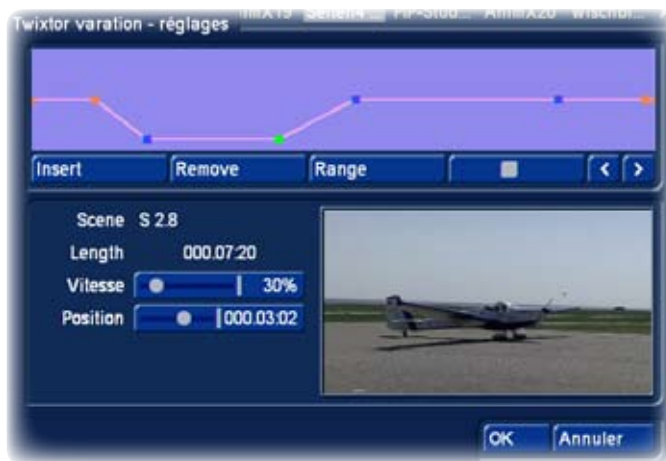 Twixtor varation - réglages
Insert Remove Range < >
Scene S 2.8
Length 000.07:20
Vitesse 30%
Position 000.03:02
OK Annuler